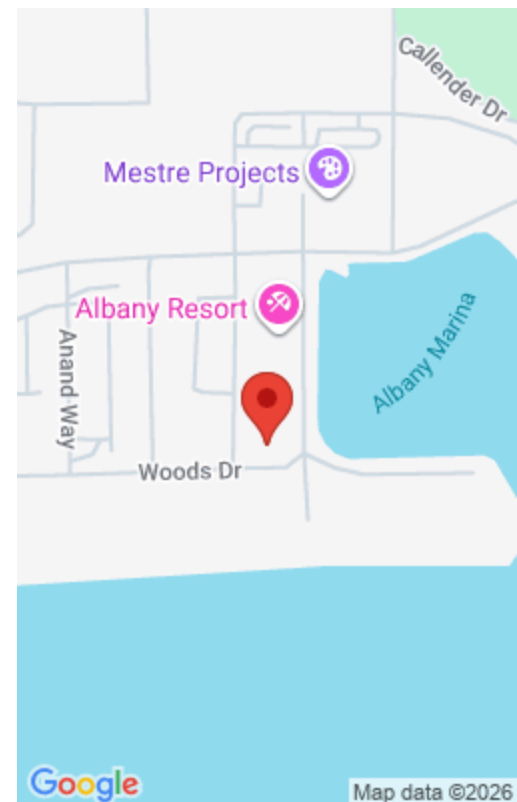 Callender Dr
Mestre Projects
Albany Resort
Albany Marina
Anand Way
Woods Dr
Google
Map data ©2026